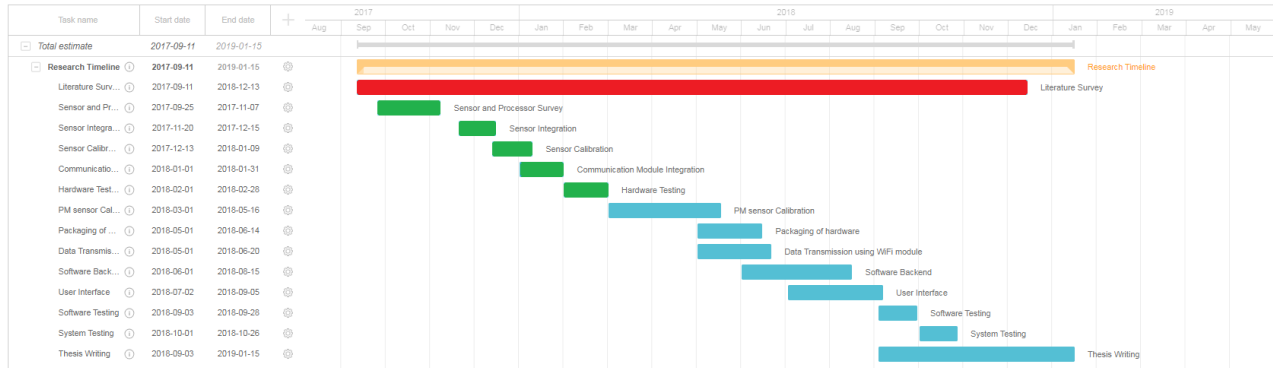 Task name Start date End date 2017 2018 2019
Aug Sep Oct Nov Dec Jan Feb Mar Apr May Jun Jul Aug Sep Oct Nov Dec Jan Feb Mar Apr May
Total estimate 2017-09-11 2019-01-15
Research Timeline 2017-09-11 2019-01-15 Research Timeline
Literature Surv... 2017-09-11 2018-12-13 Literature Survey
Sensor and Pr... 2017-09-25 2017-11-07 Sensor and Processor Survey
Sensor Integra... 2017-11-20 2017-12-15 Sensor Integration
Sensor Calibr... 2017-12-13 2018-01-09 Sensor Calibration
Communicatio... 2018-01-01 2018-01-31 Communication Module Integration
Hardware Test... 2018-02-01 2018-02-28 Hardware Testing
PM sensor Cal... 2018-03-01 2018-05-16 PM sensor Calibration
Packaging of ... 2018-05-01 2018-06-14 Packaging of hardware
Data Transmis... 2018-05-01 2018-06-20 Data Transmission using WiFi module
Software Back... 2018-06-01 2018-08-15 Software Backend
User Interface 2018-07-02 2018-09-05 User Interface
Software Testing 2018-09-03 2018-09-28 Software Testing
System Testing 2018-10-01 2018-10-26 System Testing
Thesis Writing 2018-09-03 2019-01-15 Thesis Writing